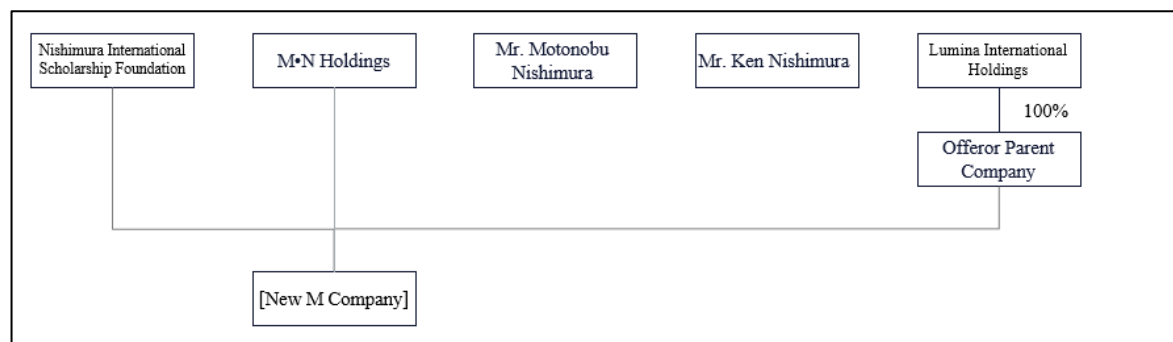 Nishimura International
Scholarship Foundation
M•N Holdings
Mr. Motonobu
Nishimura
Mr. Ken Nishimura
Lumina International
Holdings
100%
Offeror Parent
Company
[New M Company]